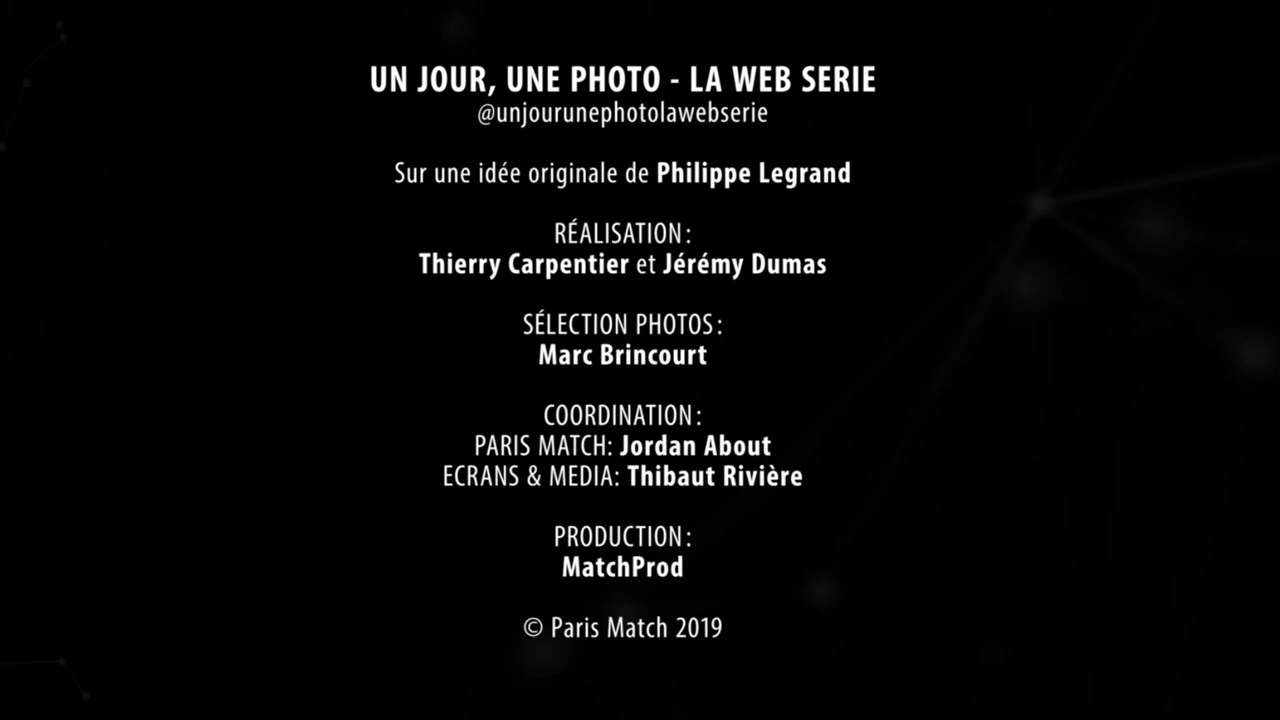 UN JOUR, UNE PHOTO - LA WEB SERIE
@unjourunephotolawebserie
Sur une idée originale de Philippe Legrand
RÉALISATION :
Thierry Carpentier et Jérémy Dumas
SÉLECTION PHOTOS :
Marc Brincourt
COORDINATION :
PARIS MATCH: Jordan About
ECRANS & MEDIA: Thibaut Rivière
PRODUCTION :
MatchProd
© Paris Match 2019